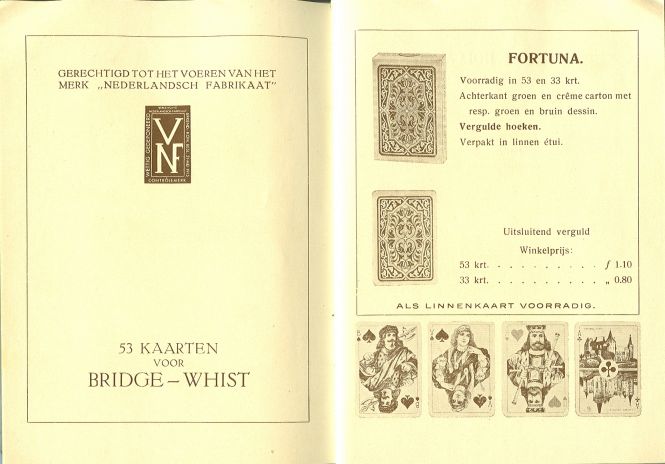 GERECHTIGD TOT HET VOEREN VAN HET
MERK „NEDERLANDSCH FABRIKAAT"
VN
F
CONTRÔLEMERK
53 KAARTEN
VOOR
BRIDGE – WHIST
FORTUNA.
Voorradig in 53 en 33 krt.
Achterkant groen en crême carton met
resp. groen en bruin dessin.
Vergulde hoeken.
Verpakt in linnen étui.
Uitsluitend verguld
Winkelprijs:
53 krt. . . . . . . . . . ƒ 1.10
33 krt. . . . . . . . . . „ 0.80
ALS LINNENKAART VOORRADIG.